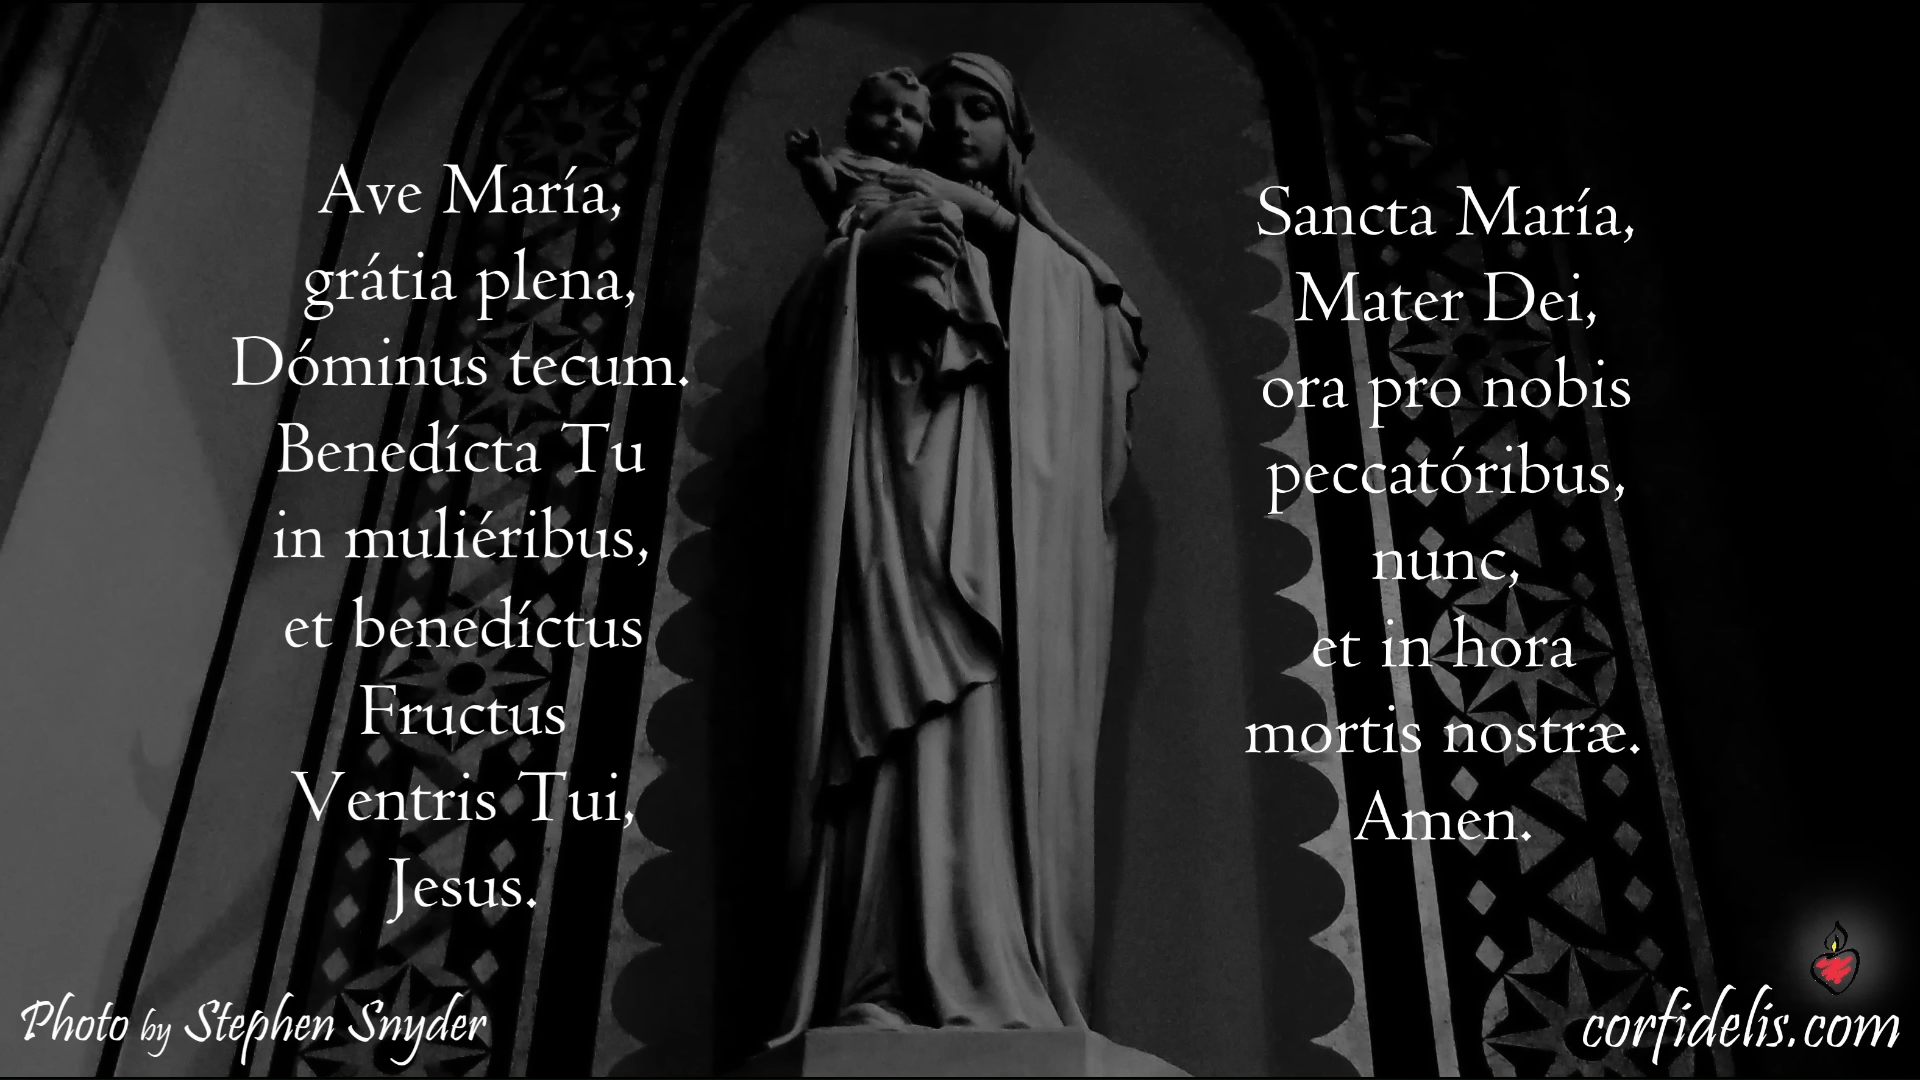 Ave María,
grátia plena,
Dóminus tecum.
Benedícta Tu
in muliéribus,
et benedíctus
Fructus
Ventris Tui,
Jesus.
Sancta María,
Mater Dei,
ora pro nobis
peccatóribus,
nunc,
et in hora
mortis nostræ.
Amen.
Photo by Stephen Snyder
corfidelis.com